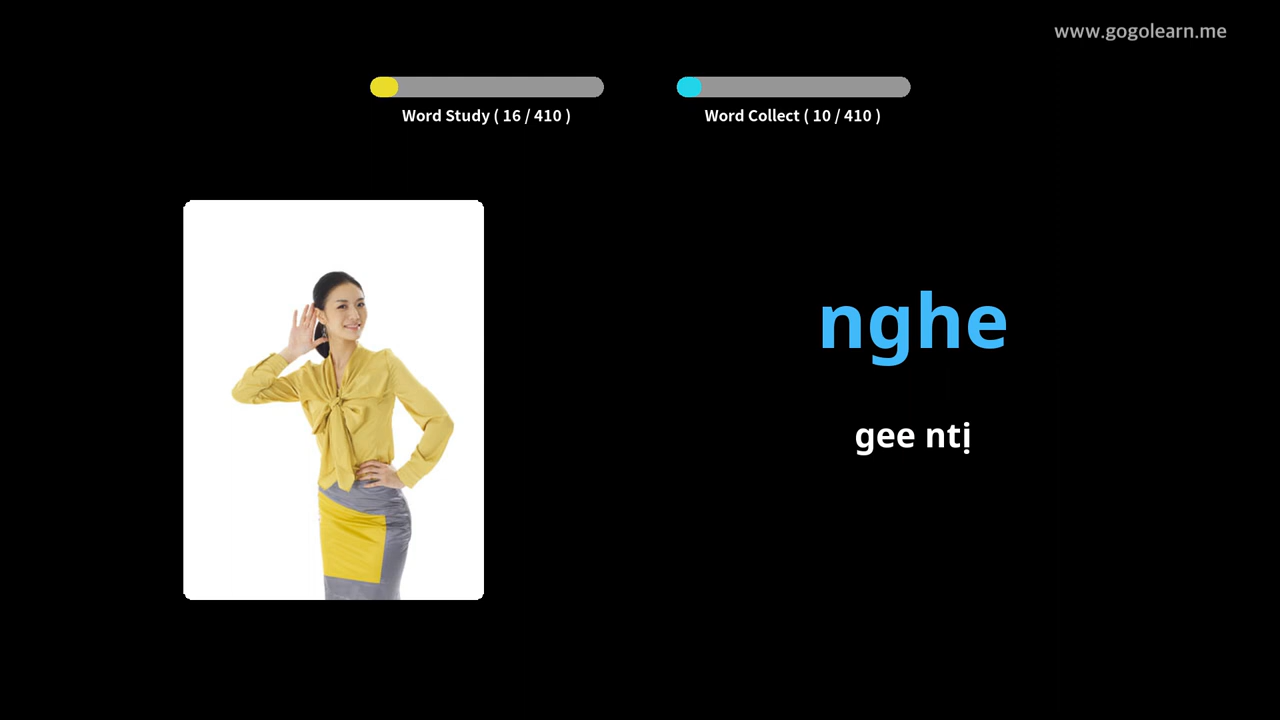 www.gogolearn.me
Word Study ( 16 / 410 )
Word Collect ( 10 / 410 )
nghe
gee ntị